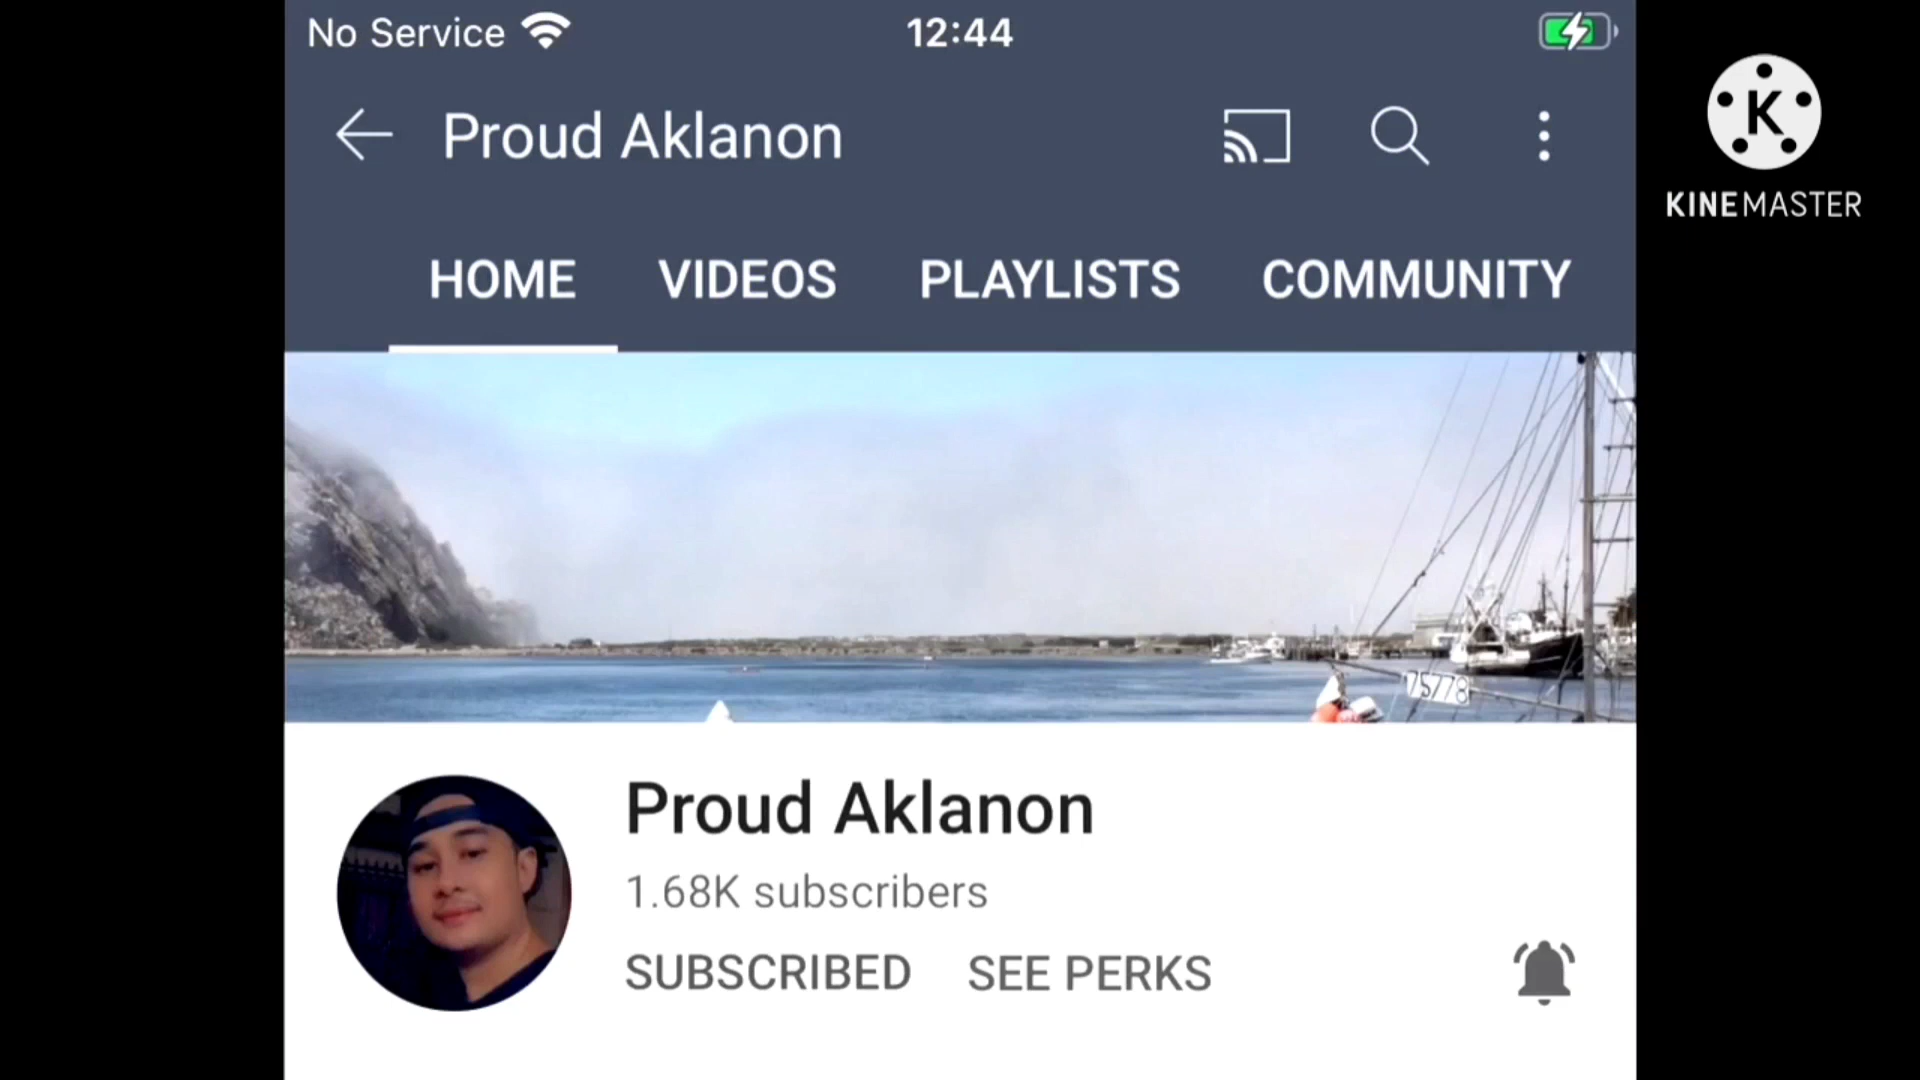 No Service
12:44
Proud Aklanon
HOME VIDEOS PLAYLISTS COMMUNITY
75778
Proud Aklanon
1.68K subscribers
SUBSCRIBED SEE PERKS
K
KINEMASTER